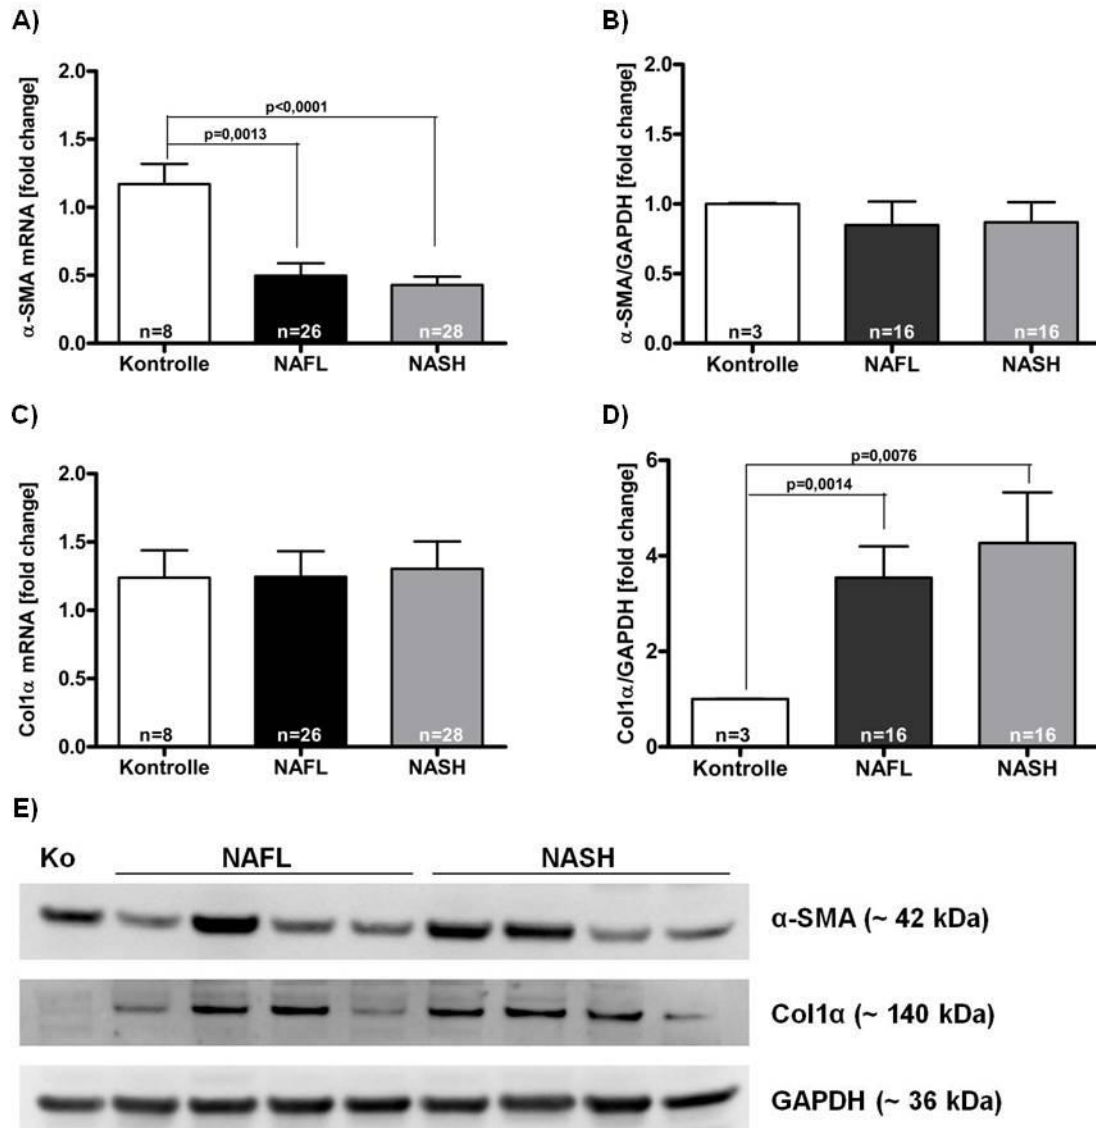 A)
α-SMA mRNA [fold change]
2.0
1.5
1.0
0.5
0.0
p<0,0001
p=0,0013
n=8
n=26
n=28
Kontrolle
NAFL
NASH
B)
α-SMA/GAPDH [fold change]
2.0
1.5
1.0
0.5
0.0
n=3
n=16
n=16
Kontrolle
NAFL
NASH
C)
Col1α mRNA [fold change]
2.0
1.5
1.0
0.5
0.0
n=8
n=26
n=28
Kontrolle
NAFL
NASH
D)
Col1α/GAPDH [fold change]
6
4
2
0
p=0,0076
p=0,0014
n=3
n=16
n=16
Kontrolle
NAFL
NASH
E)
Ko NAFL NASH
α-SMA (~ 42 kDa)
Col1α (~ 140 kDa)
GAPDH (~ 36 kDa)